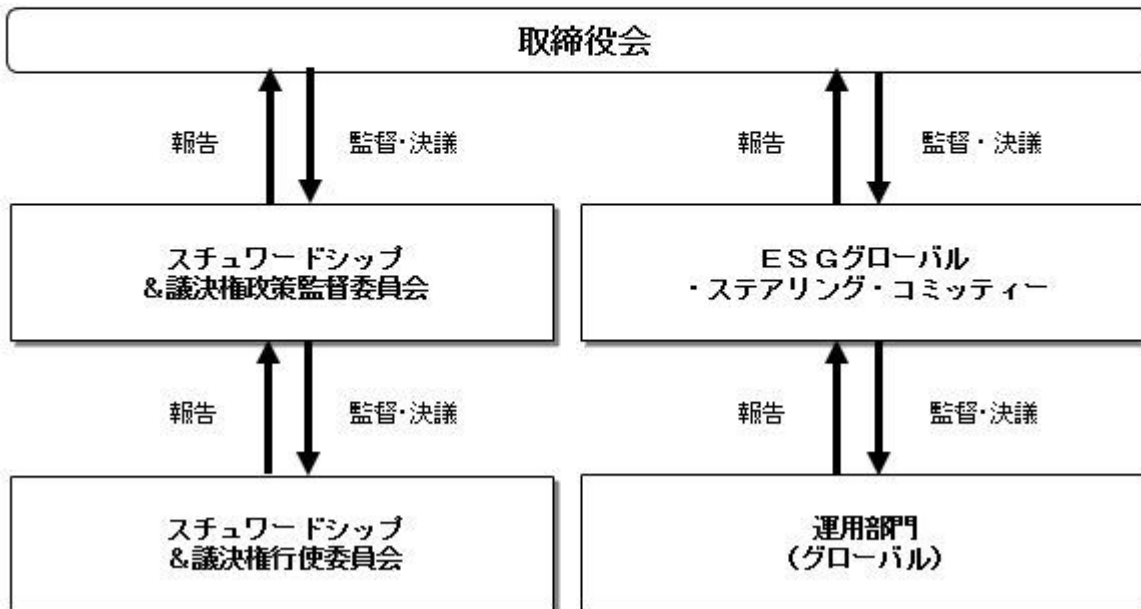 取締役会
報告
監督・決議
報告
監督・決議
スチュワードシップ
&議決権政策監督委員会
ESGグローバル
・ステアリング・コミッティー
報告
監督・決議
報告
監督・決議
スチュワードシップ
&議決権行使委員会
運用部門
(グローバル)